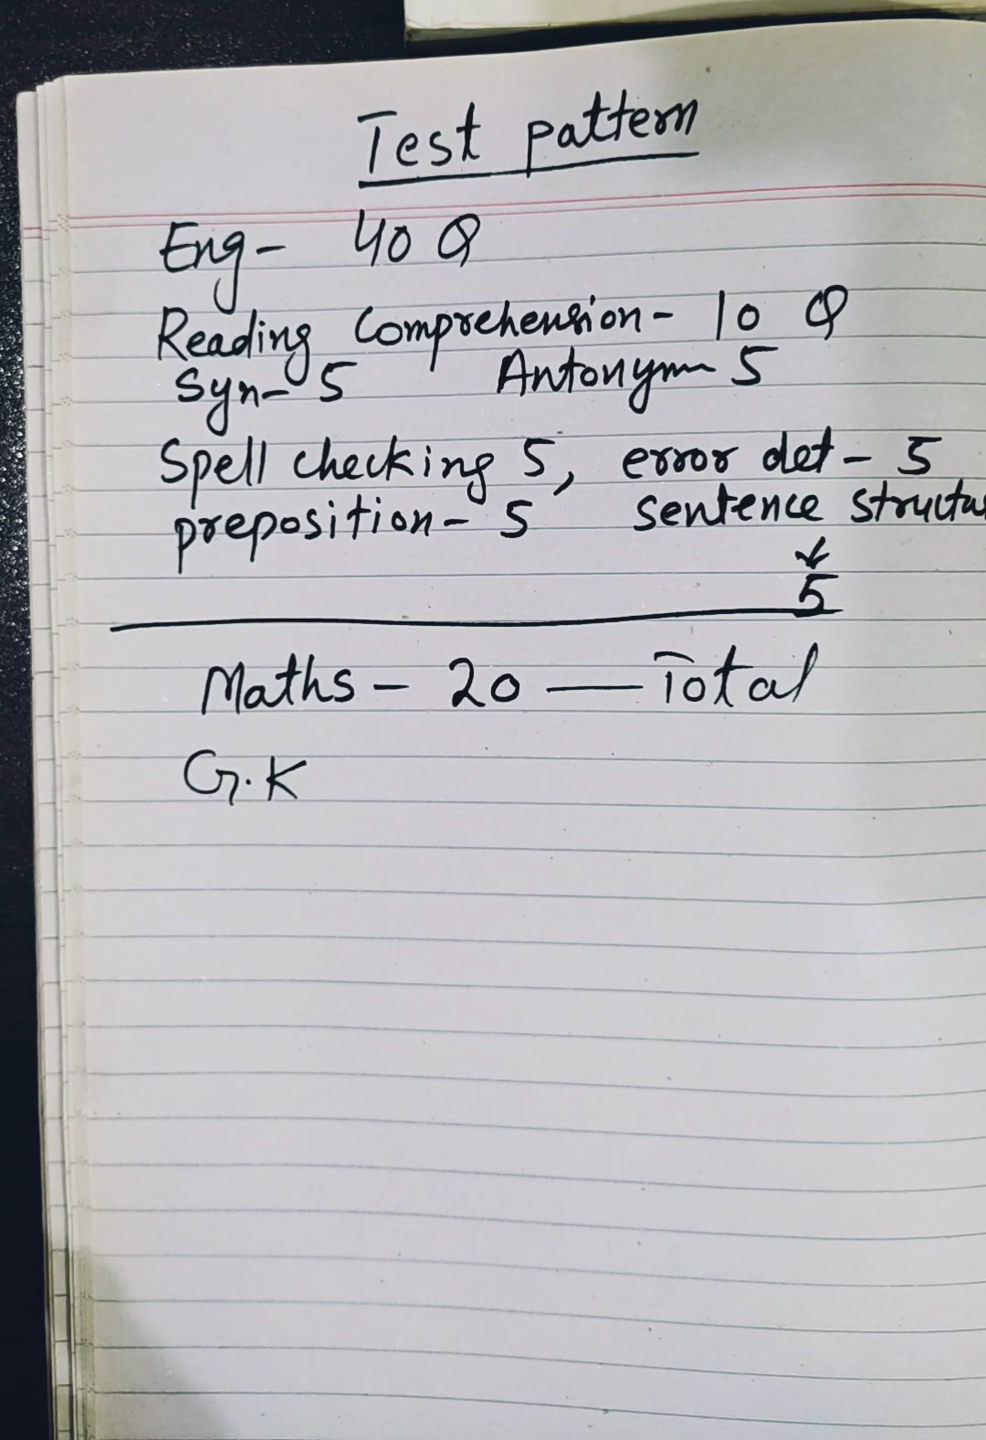 Test pattern
Eng- 40 Q
Reading Comprehension- 10 Q
Syn- 5 Antonym- 5
Spell checking 5, error det- 5
preposition- 5 sentence structu
↓
5
Maths- 20 — Total
G.K